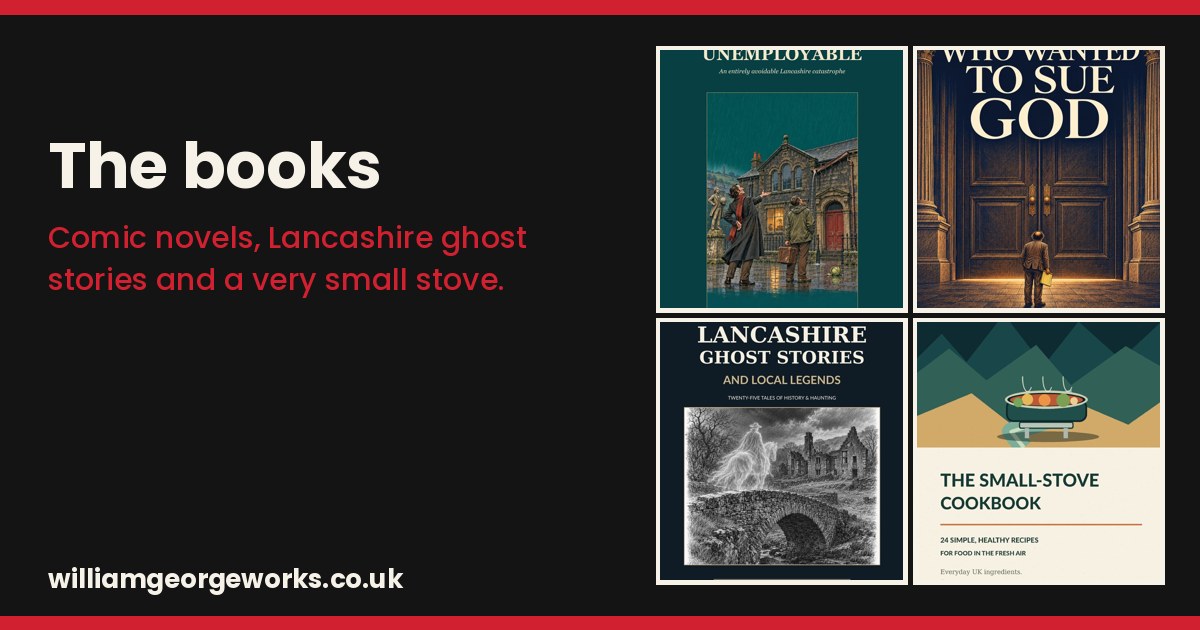 The books
Comic novels, Lancashire ghost
stories and a very small stove.
williamgeorgeworks.co.uk
UNEMPLOYABLE
An entirely avoidable Lancashire catastrophe
WHO WANTED
TO SUE
GOD
LANCASHIRE
GHOST STORIES
AND LOCAL LEGENDS
TWENTY-FIVE TALES OF HISTORY & HAUNTING
THE SMALL-STOVE
COOKBOOK
24 SIMPLE, HEALTHY RECIPES
FOR FOOD IN THE FRESH AIR
Everyday UK ingredients.